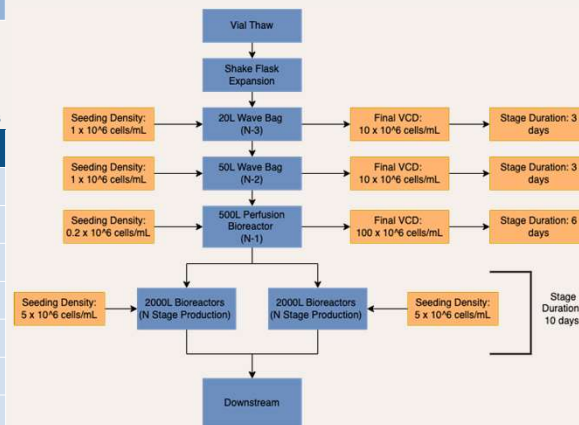 Vial Thaw
Shake Flask
Expansion
Seeding Density:
1 x 10^6 cells/mL
20L Wave Bag
(N-3)
Final VCD:
10 x 10^6 cells/mL
Stage Duration: 3
days
Seeding Density:
1 x 10^6 cells/mL
50L Wave Bag
(N-2)
Final VCD:
10 x 10^6 cells/mL
Stage Duration: 3
days
Seeding Density:
0.2 x 10^6 cells/mL
500L Perfusion
Bioreactor
(N-1)
Final VCD:
100 x 10^6 cells/mL
Stage Duration: 6
days
Seeding Density:
5 x 10^6 cells/mL
2000L Bioreactors
(N Stage Production)
2000L Bioreactors
(N Stage Production)
Seeding Density:
5 x 10^6 cells/mL
Stage
Duration
10 days
Downstream